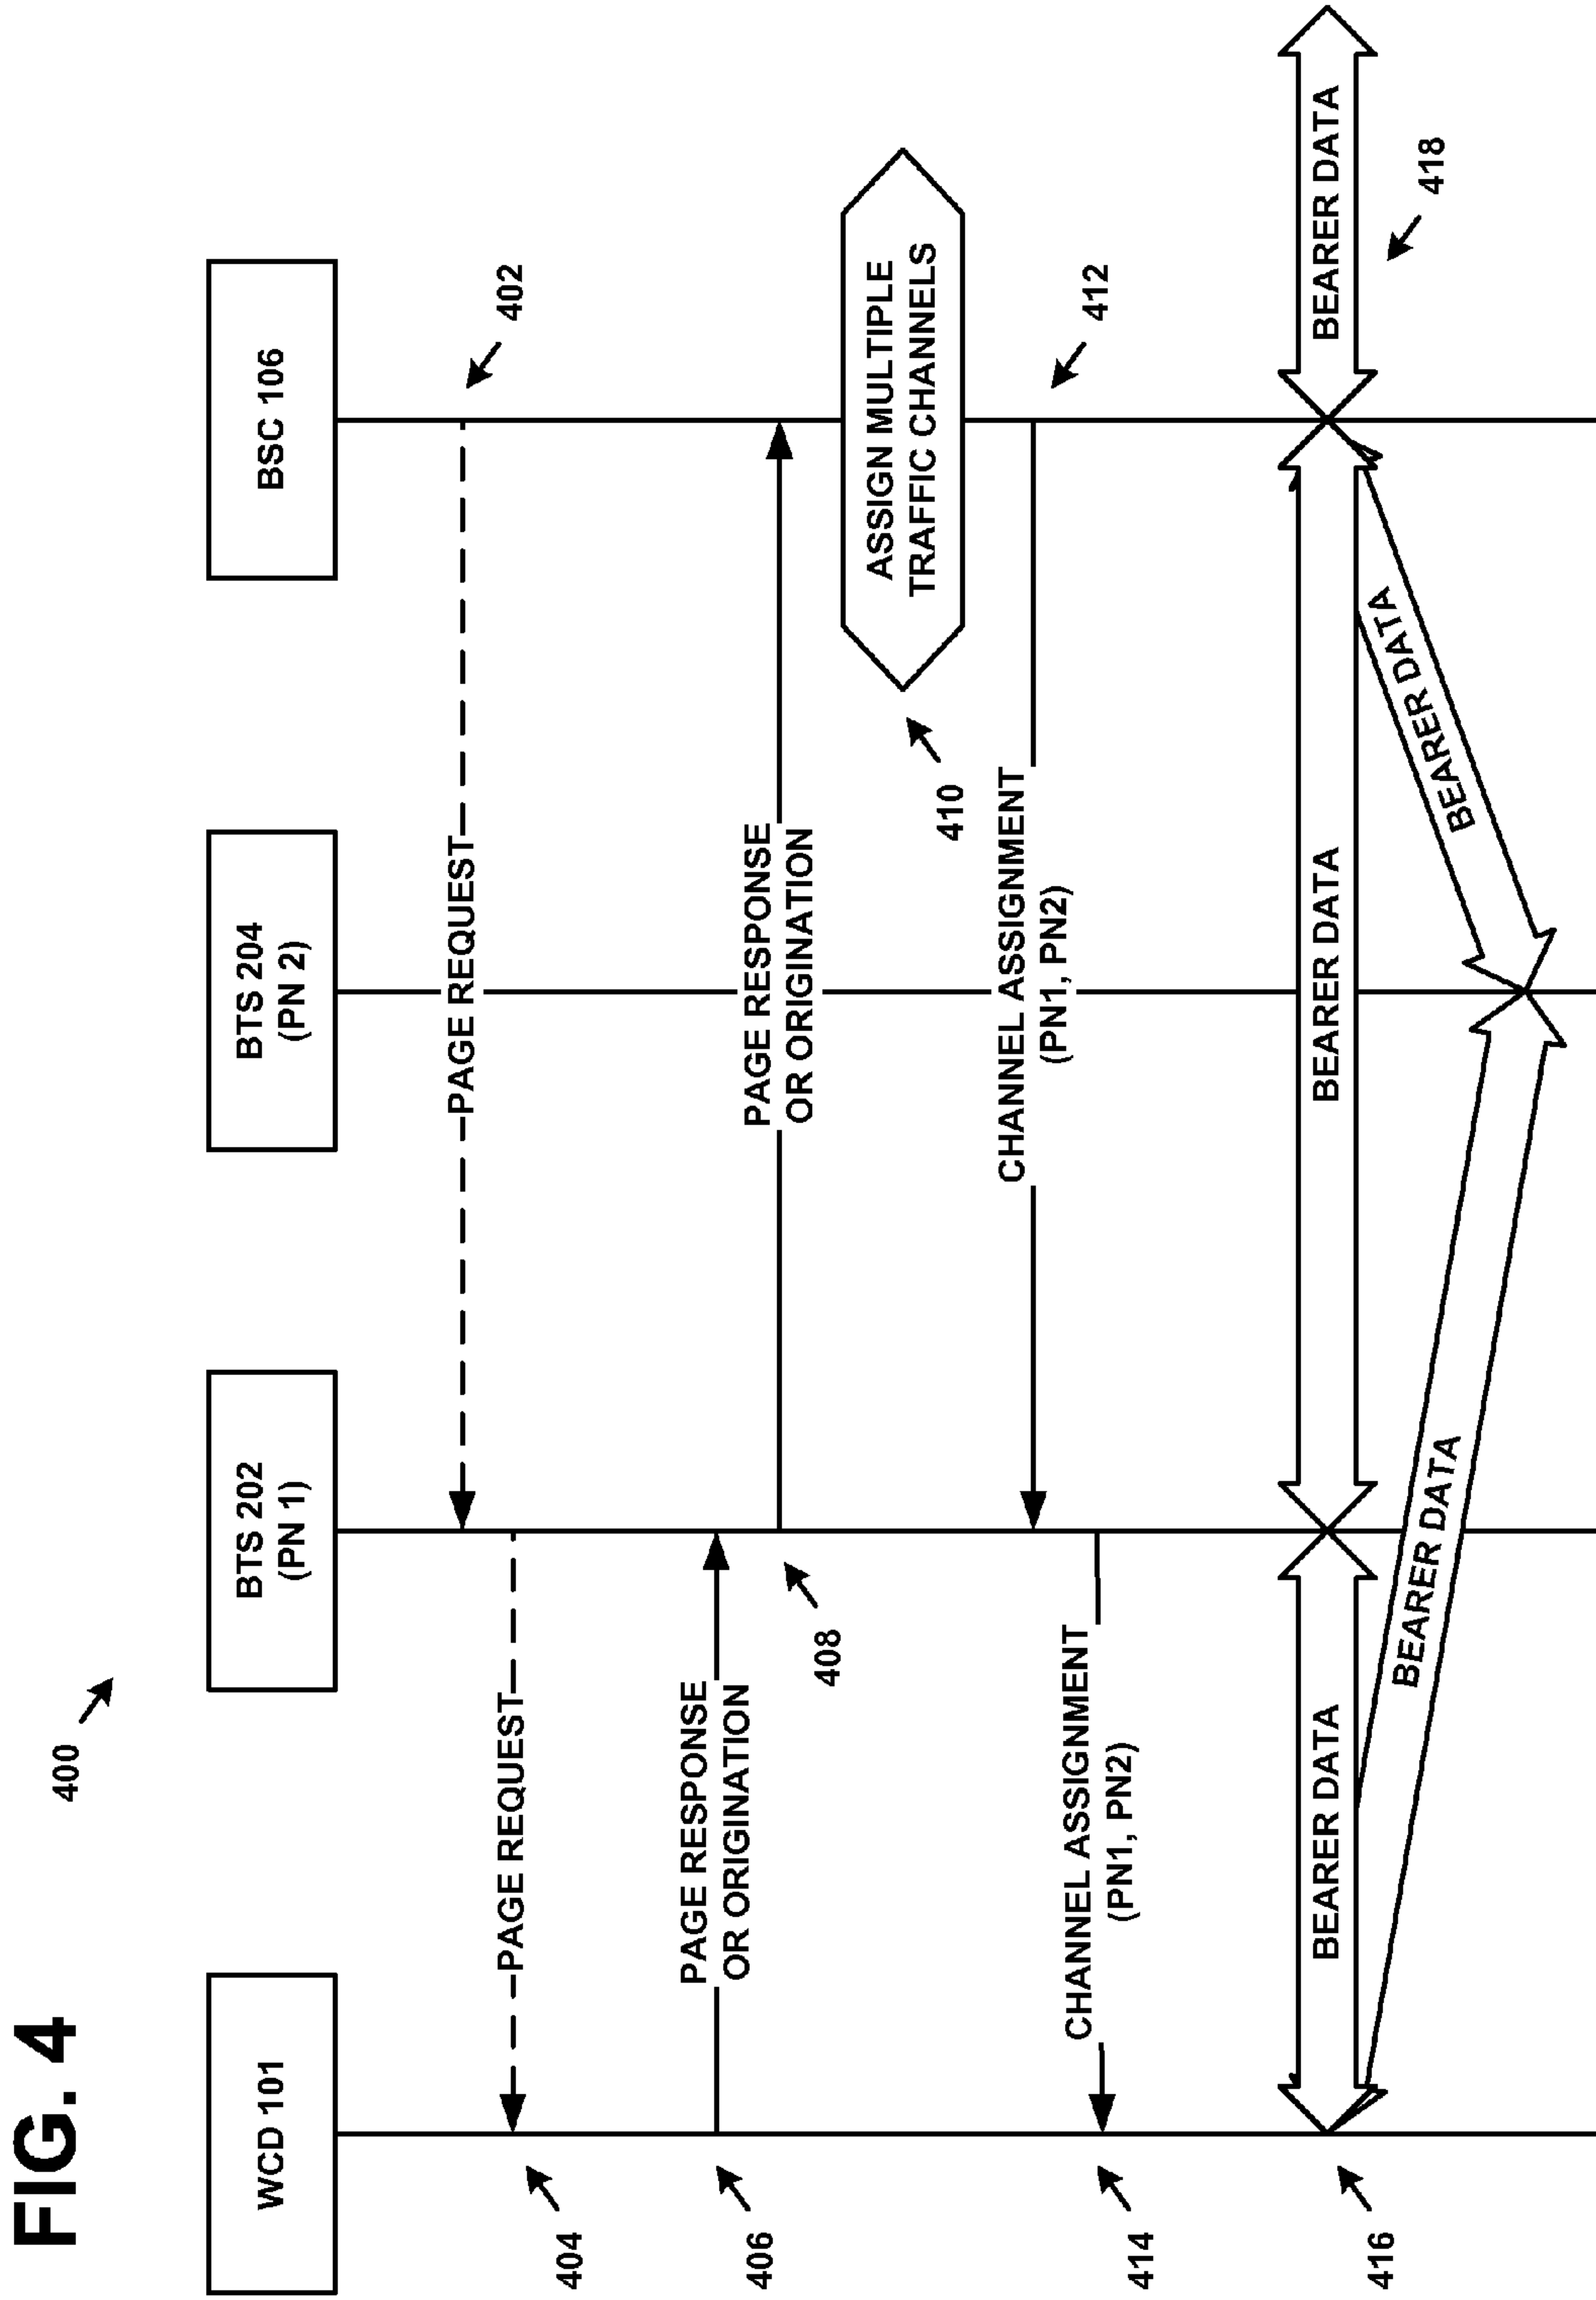 FIG. 4
400
WCD 101
BTS 202
(PN 1)
BTS 204
(PN 2)
BSC 106
PAGE REQUEST
402
PAGE REQUEST
404
PAGE RESPONSE
OR ORIGINATION
406
PAGE RESPONSE
OR ORIGINATION
408
ASSIGN MULTIPLE
TRAFFIC CHANNELS
410
CHANNEL ASSIGNMENT
(PN1, PN2)
412
CHANNEL ASSIGNMENT
(PN1, PN2)
414
BEARER DATA
BEARER DATA
BEARER DATA
BEARER DATA
BEARER DATA
416
418